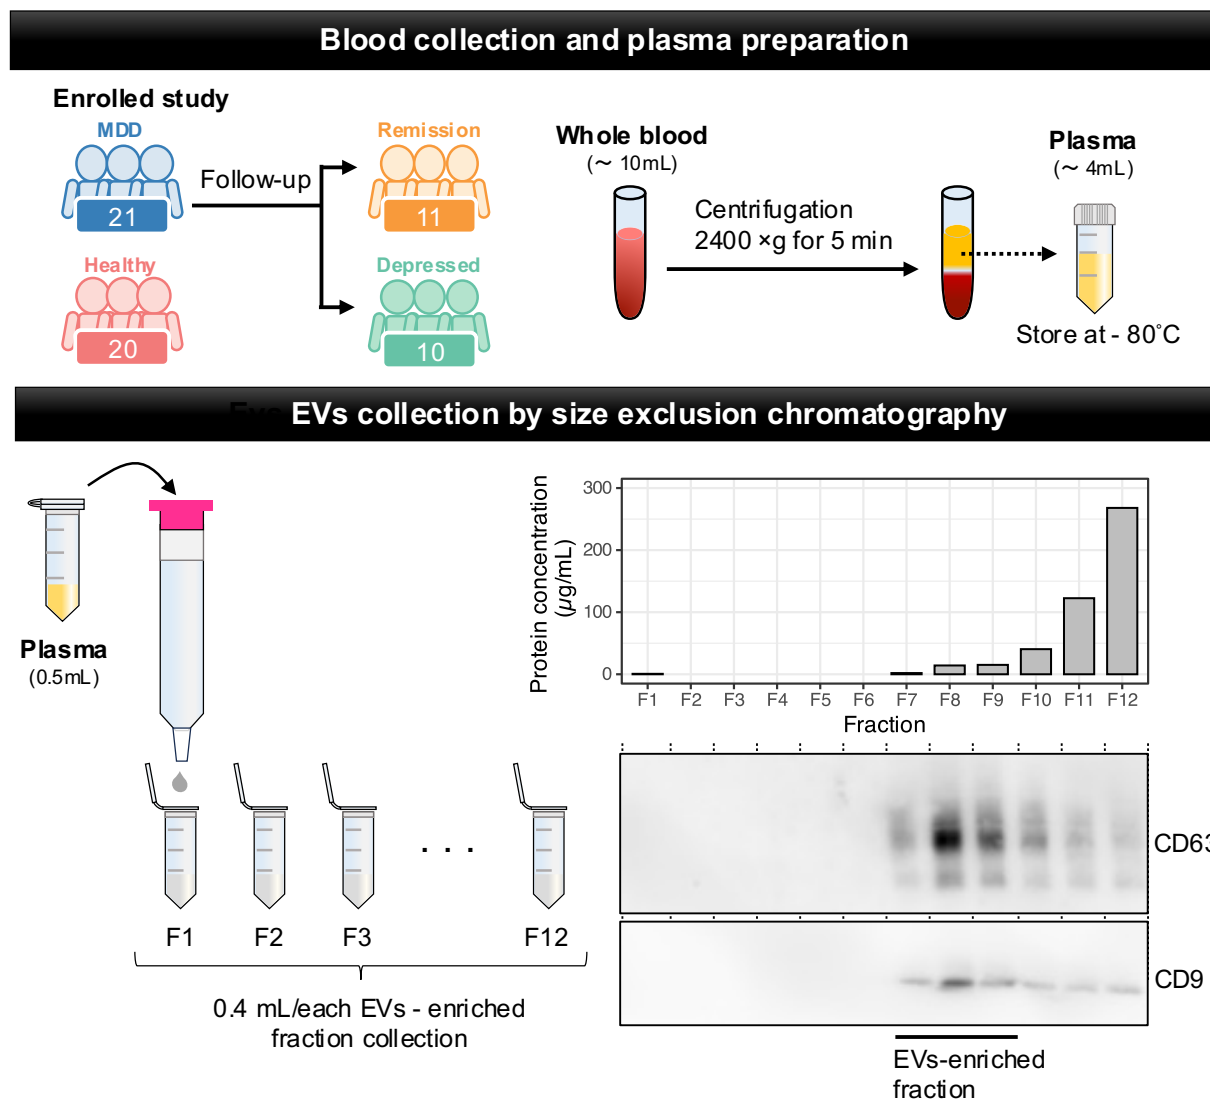 Blood collection and plasma preparation
Enrolled study
MDD
21
Follow-up
Remission
11
Healthy
20
Depressed
10
Whole blood
(~ 10mL)
Centrifugation
2400 ×g for 5 min
Plasma
(~ 4mL)
Store at - 80°C
Evs EVs collection by size exclusion chromatography
Plasma
(0.5mL)
F1
F2
F3
. . .
F12
0.4 mL/each EVs - enriched
fraction collection
Protein concentration
(µg/mL)
300
200
100
0
F1 F2 F3 F4 F5 F6 F7 F8 F9 F10 F11 F12
Fraction
CD63
CD9
EVs-enriched
fraction